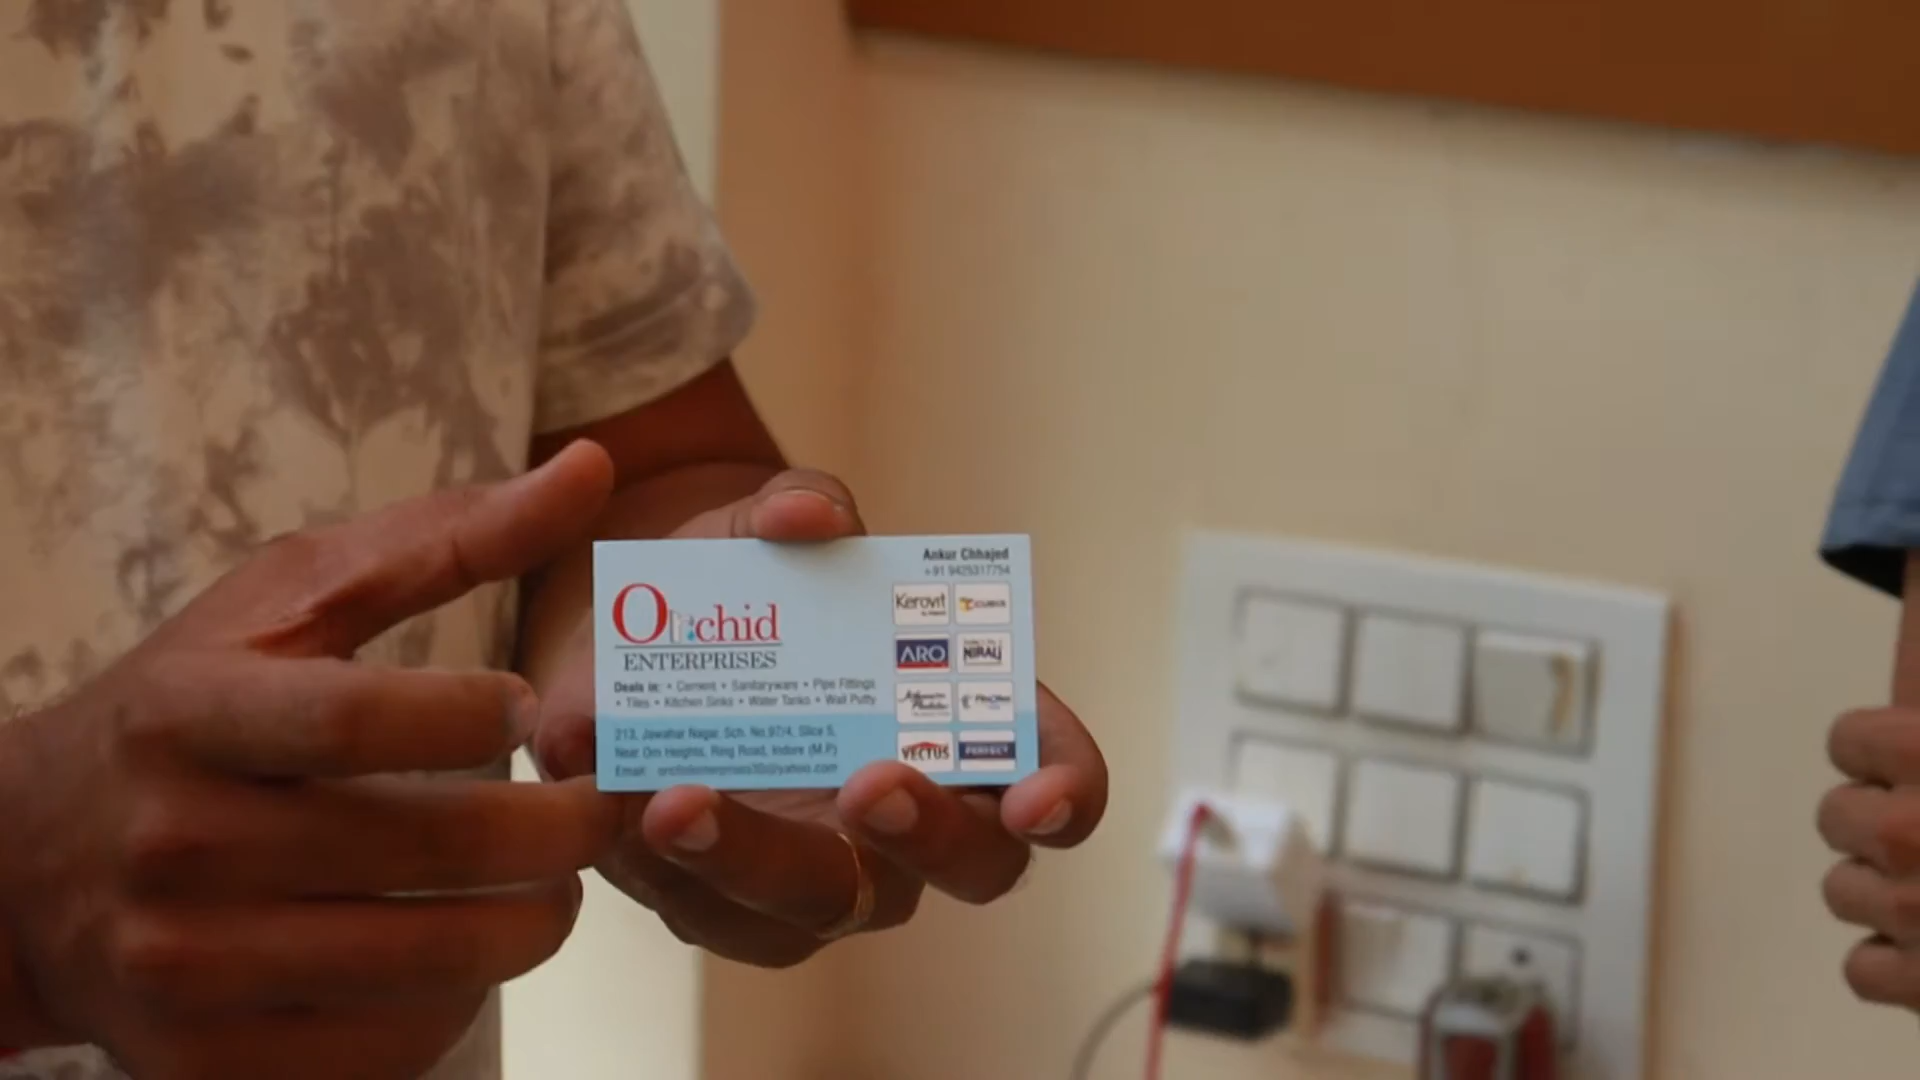 Ankur Chhajed
+91 9425317754
Orchid
ENTERPRISES
Deals in: • Cement • Sanitaryware • Pipe Fittings
• Tiles • Kitchen Sinks • Water Tanks • Wall Putty
213, Jawahar Nagar, Sch. No.97/4, Slice 5,
Near Om Heights, Ring Road, Indore (M.P)
Email:
Kerovit
ARO
NIRALI
VECTUS
PERFECT